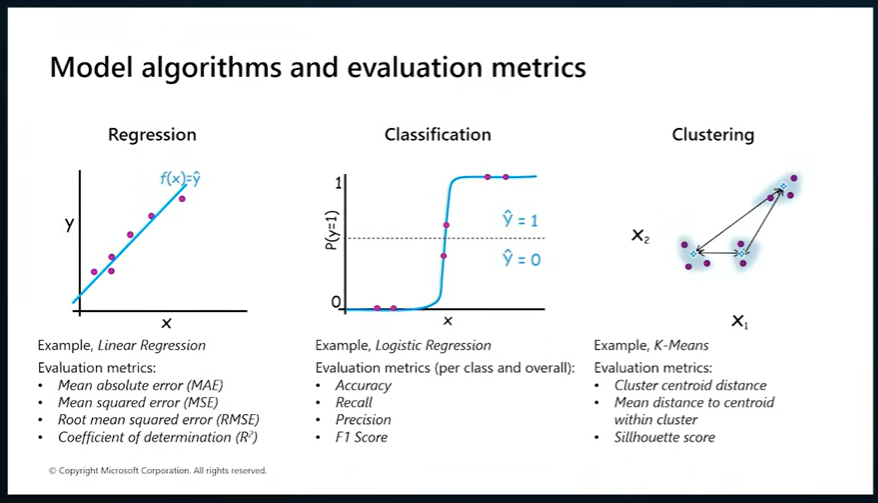 Model algorithms and evaluation metrics
Regression
f(x)=ŷ
y
x
Example, Linear Regression
Evaluation metrics:
• Mean absolute error (MAE)
• Mean squared error (MSE)
• Root mean squared error (RMSE)
• Coefficient of determination (R²)
Classification
1
P(y=1)
Ŷ = 1
Ŷ = 0
0
x
Example, Logistic Regression
Evaluation metrics (per class and overall):
• Accuracy
• Recall
• Precision
• F1 Score
Clustering
X₂
X₁
Example, K-Means
Evaluation metrics:
• Cluster centroid distance
• Mean distance to centroid
within cluster
• Sillhouette score
© Copyright Microsoft Corporation. All rights reserved.